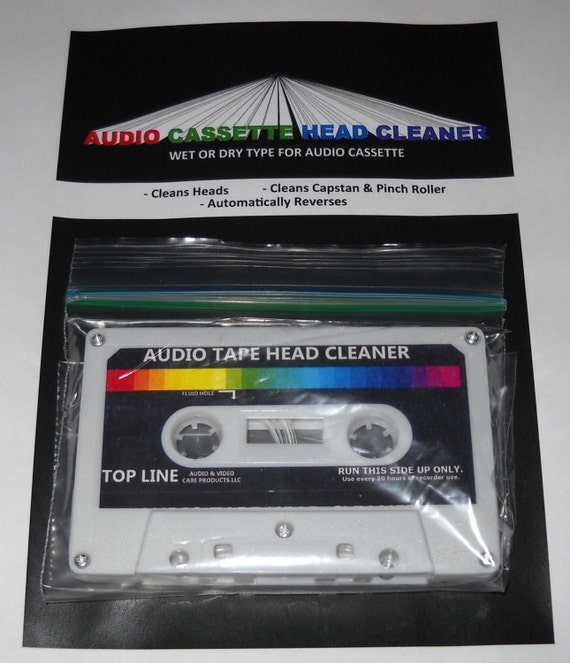 AUDIO CASSETTE HEAD CLEANER
WET OR DRY TYPE FOR AUDIO CASSETTE
- Cleans Heads - Cleans Capstan & Pinch Roller
- Automatically Reverses
AUDIO TAPE HEAD CLEANER
FLUID HOLE
TOP LINE
AUDIO & VIDEO
CARE PRODUCTS LLC
RUN THIS SIDE UP ONLY.
Use every 20 hours of recorder use.